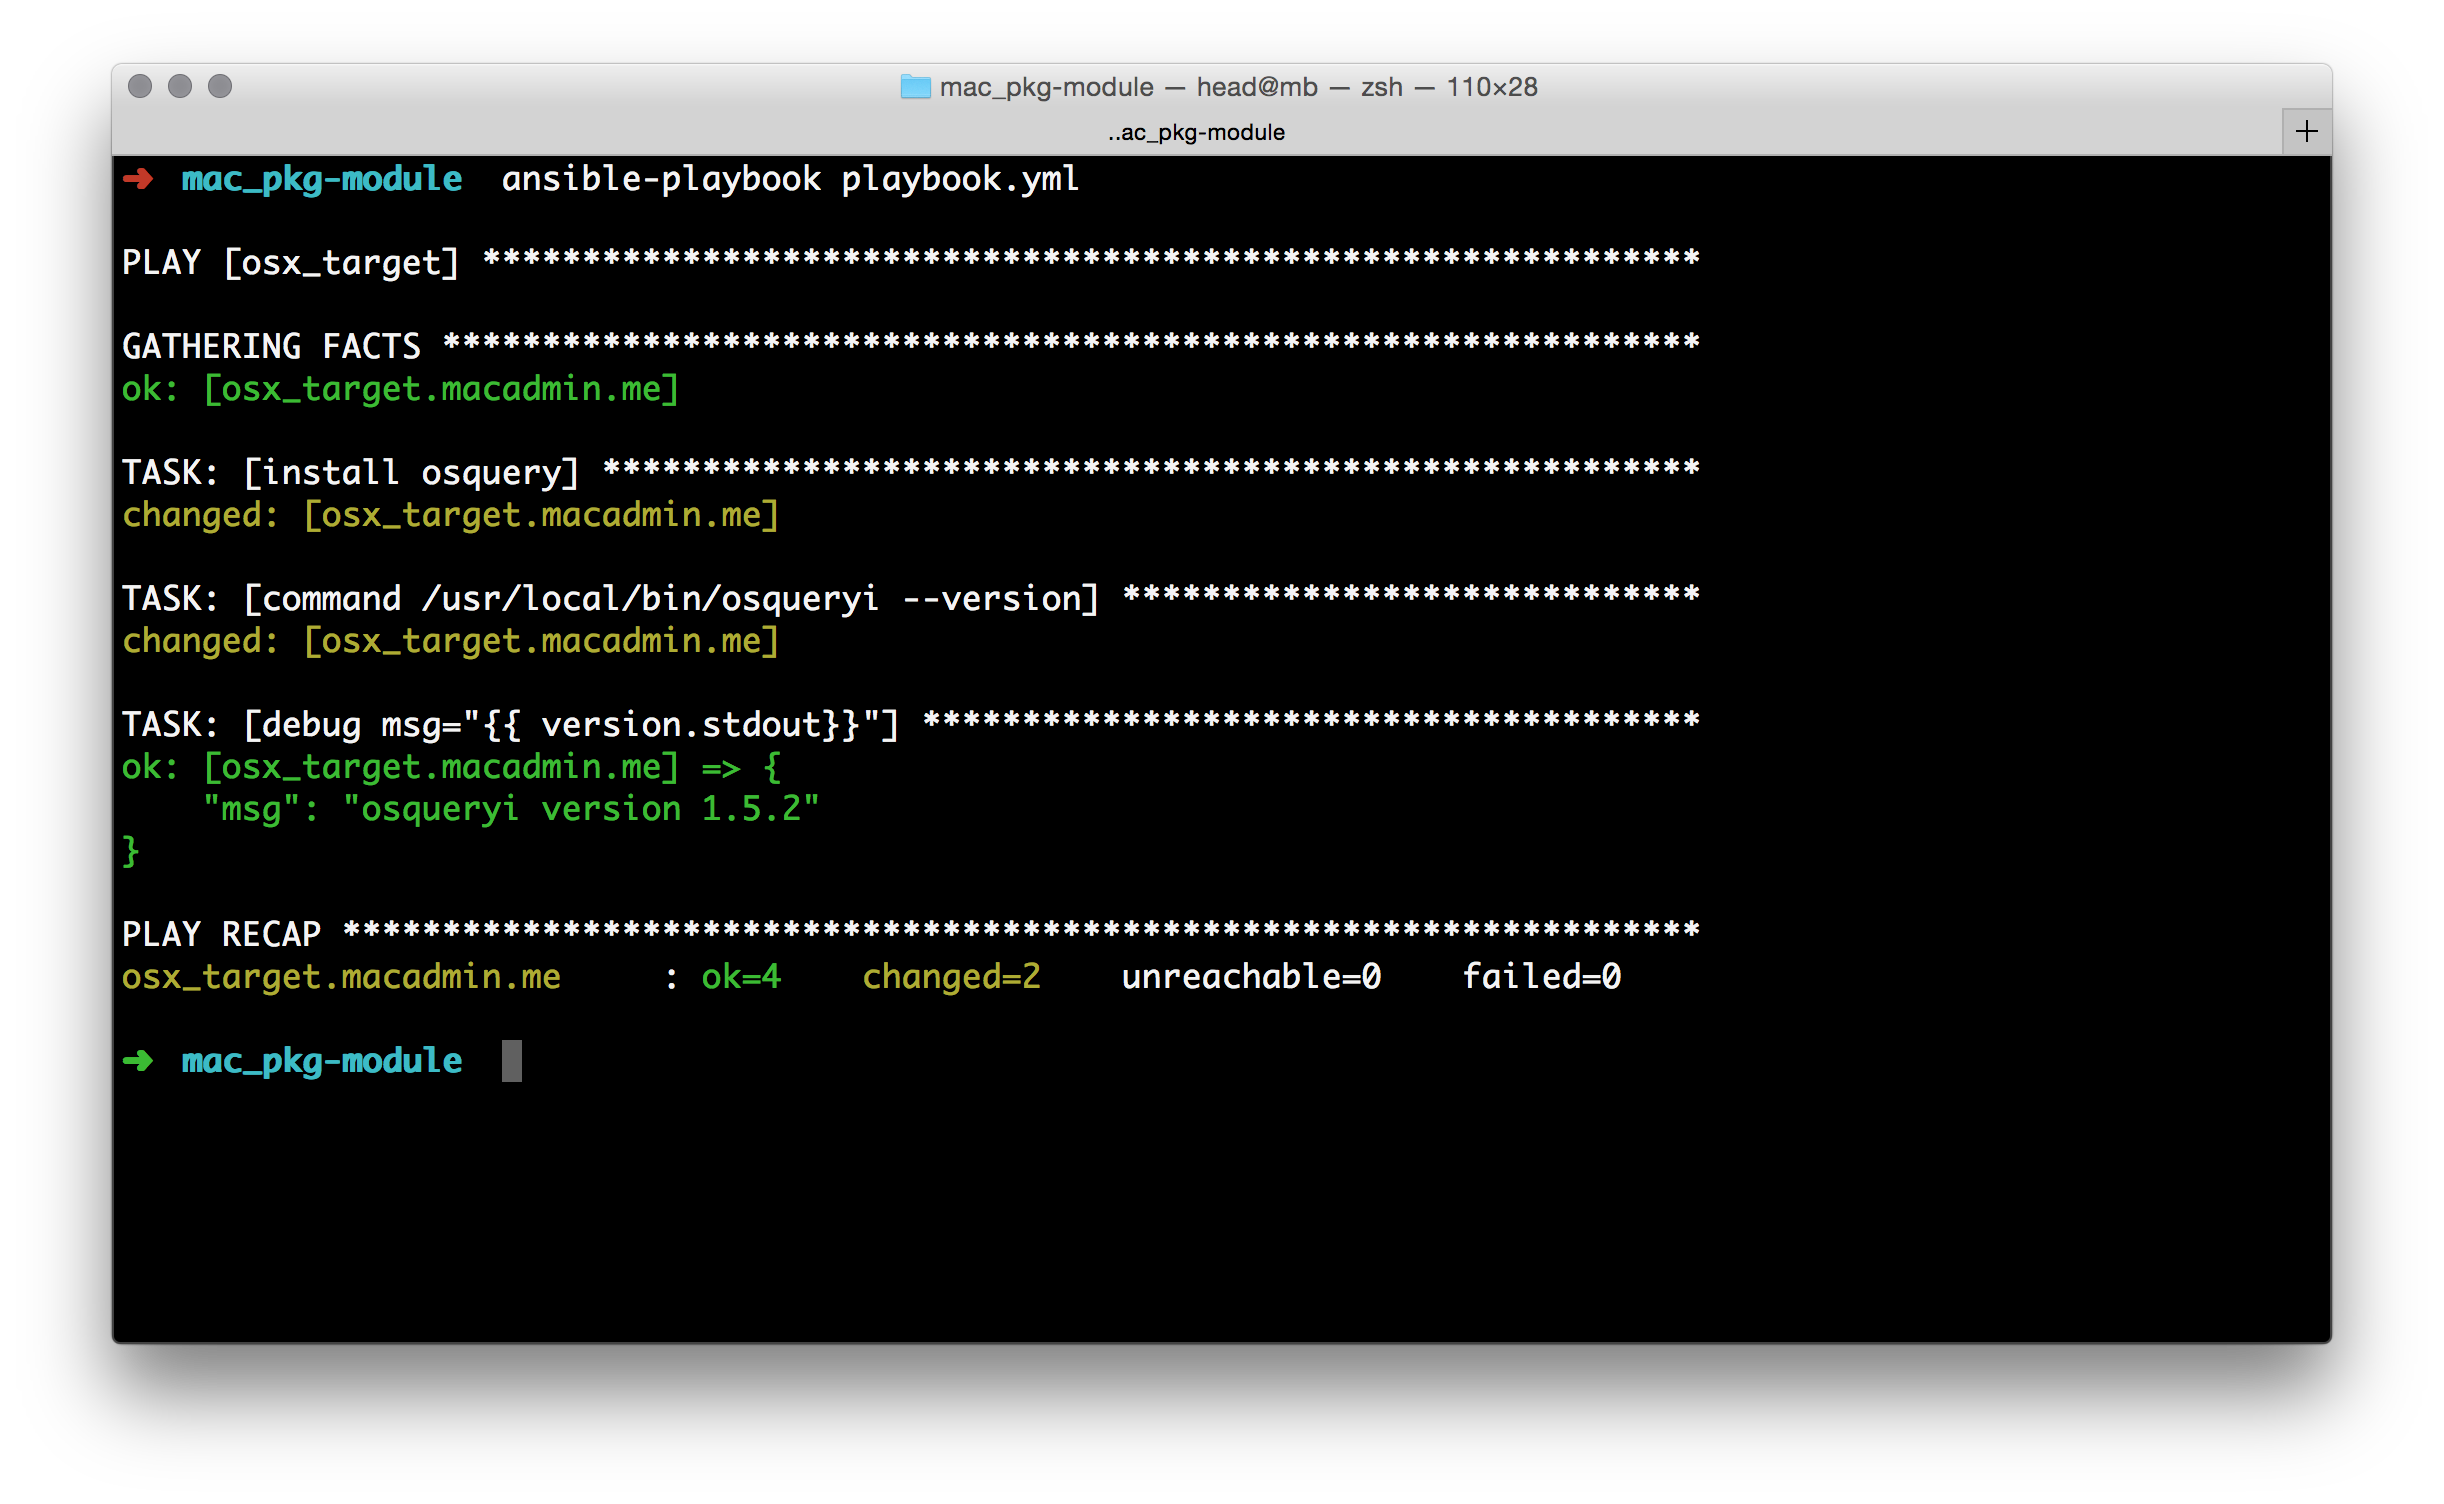 mac_pkg-module — head@mb — zsh — 110×28
..ac_pkg-module
+
➜ mac_pkg-module ansible-playbook playbook.yml
PLAY [osx_target] *************************************************************
GATHERING FACTS ***************************************************************
ok: [osx_target.macadmin.me]
TASK: [install osquery] *******************************************************
changed: [osx_target.macadmin.me]
TASK: [command /usr/local/bin/osqueryi --version] *****************************
changed: [osx_target.macadmin.me]
TASK: [debug msg="{{ version.stdout}}"] ***************************************
ok: [osx_target.macadmin.me] => {
"msg": "osqueryi version 1.5.2"
}
PLAY RECAP ********************************************************************
osx_target.macadmin.me : ok=4 changed=2 unreachable=0 failed=0
➜ mac_pkg-module